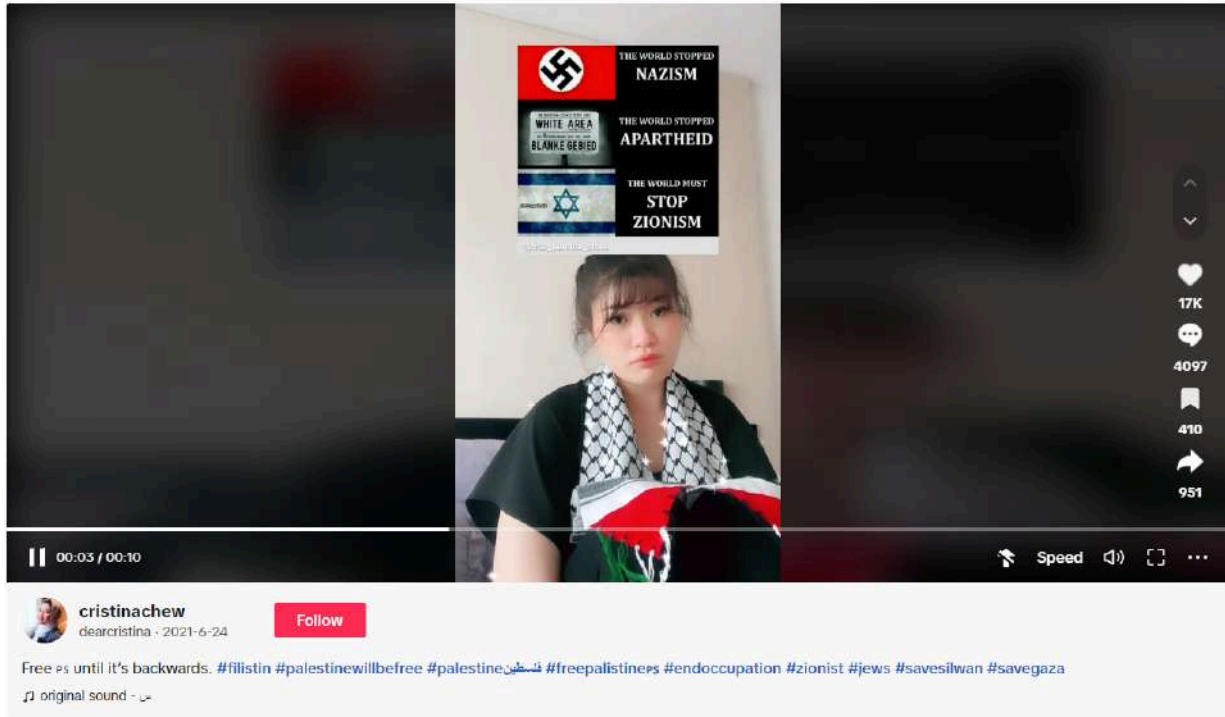 THE WORLD STOPPED
NAZISM
WHITE AREA
BLANKE GEBIED
THE WORLD STOPPED
APARTHEID
THE WORLD MUST
STOP
ZIONISM
17K
4097
410
951
00:03 / 00:10
Speed
cristinachew
dearcristina · 2021-6-24
Follow
Free ᴘs until it's backwards. #filistin #palestinewillbefree #palestineفلسطين #freepalistineᴘs #endoccupation #zionist #jews #savesilwan #savegaza
original sound - س